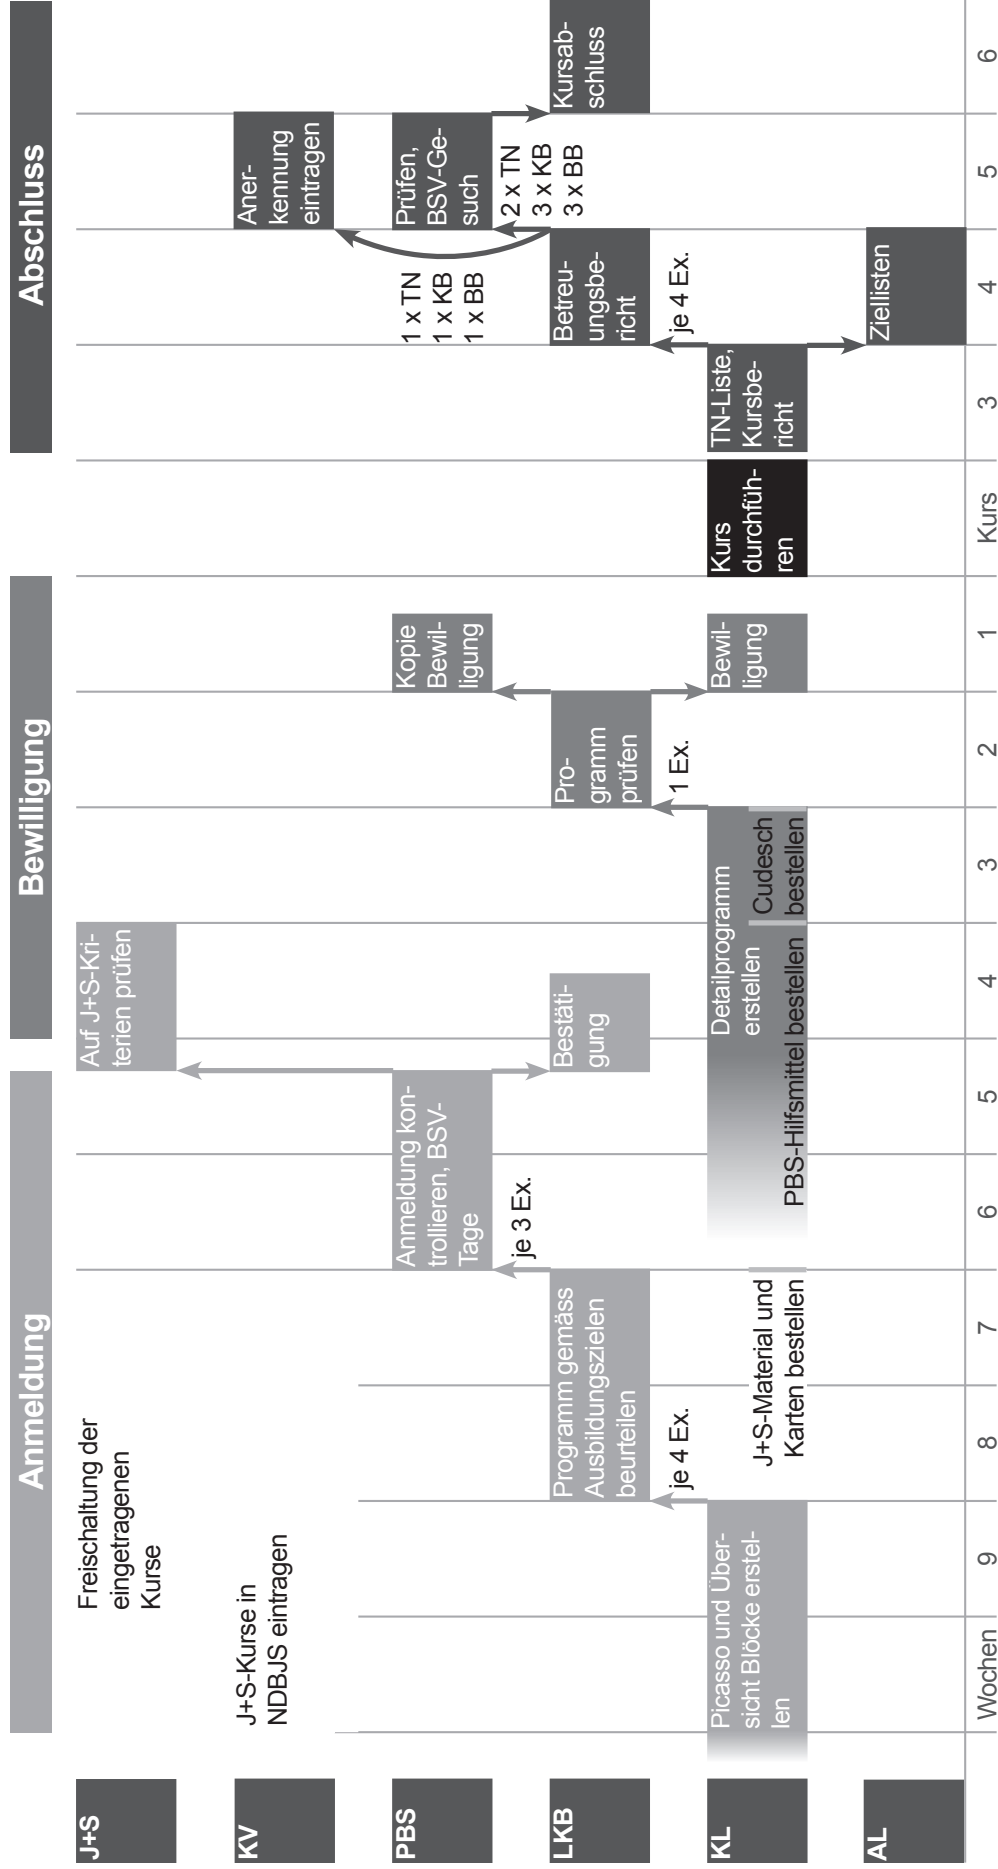 Anmeldung
Bewilligung
Abschluss
J+S
Freischaltung der
eingetragenen
Kurse
Auf J+S-Kri-
terien prüfen
KV
J+S-Kurse in
NDBJS eintragen
Aner-
kennung
eintragen
PBS
Anmeldung kon-
trollieren, BSV-
Tage
Kopie
Bewil-
ligung
1 x TN
1 x KB
1 x BB
Prüfen,
BSV-Ge-
such
je 3 Ex.
2 x TN
3 x KB
3 x BB
LKB
Programm gemäss
Ausbildungszielen
beurteilen
Bestäti-
gung
Pro-
gramm
prüfen
Betreu-
ungsbe-
richt
Kursab-
schluss
je 4 Ex.
1 Ex.
je 4 Ex.
KL
Picasso und Über-
sicht Blöcke erstel-
len
J+S-Material und
Karten bestellen
Detailprogramm
erstellen
PBS-Hilfsmittel bestellen
Cudesch
bestellen
Bewil-
ligung
Kurs
durchfüh-
ren
TN-Liste,
Kursbe-
richt
AL
Ziellisten
Wochen
9
8
7
6
5
4
3
2
1
Kurs
3
4
5
6